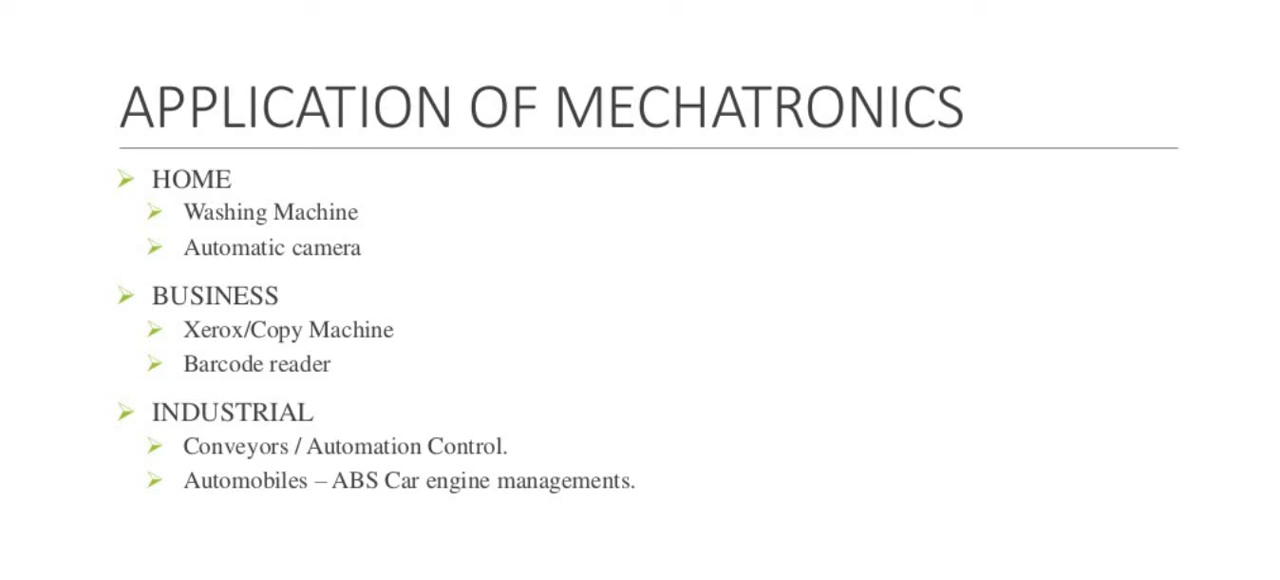 APPLICATION OF MECHATRONICS
HOME
Washing Machine
Automatic camera
BUSINESS
Xerox/Copy Machine
Barcode reader
INDUSTRIAL
Conveyors / Automation Control.
Automobiles – ABS Car engine managements.